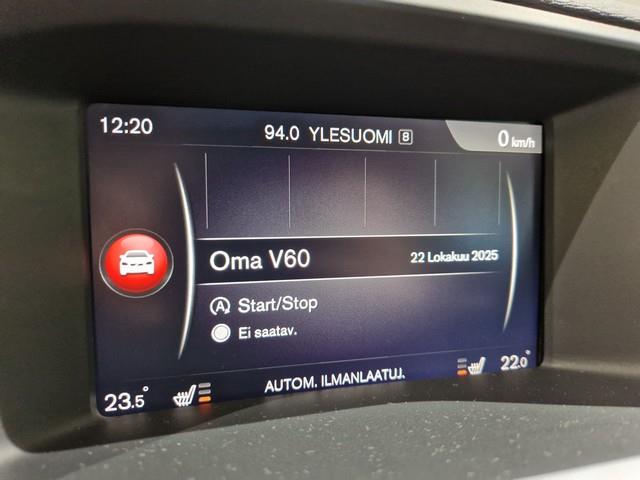 12:20 94.0 YLESUOMI 8 0 km/h
Oma V60 22 Lokakuu 2025
A Start/Stop
Ei saatav.
23.5° AUTOM. ILMANLAATUJ. 22.0°